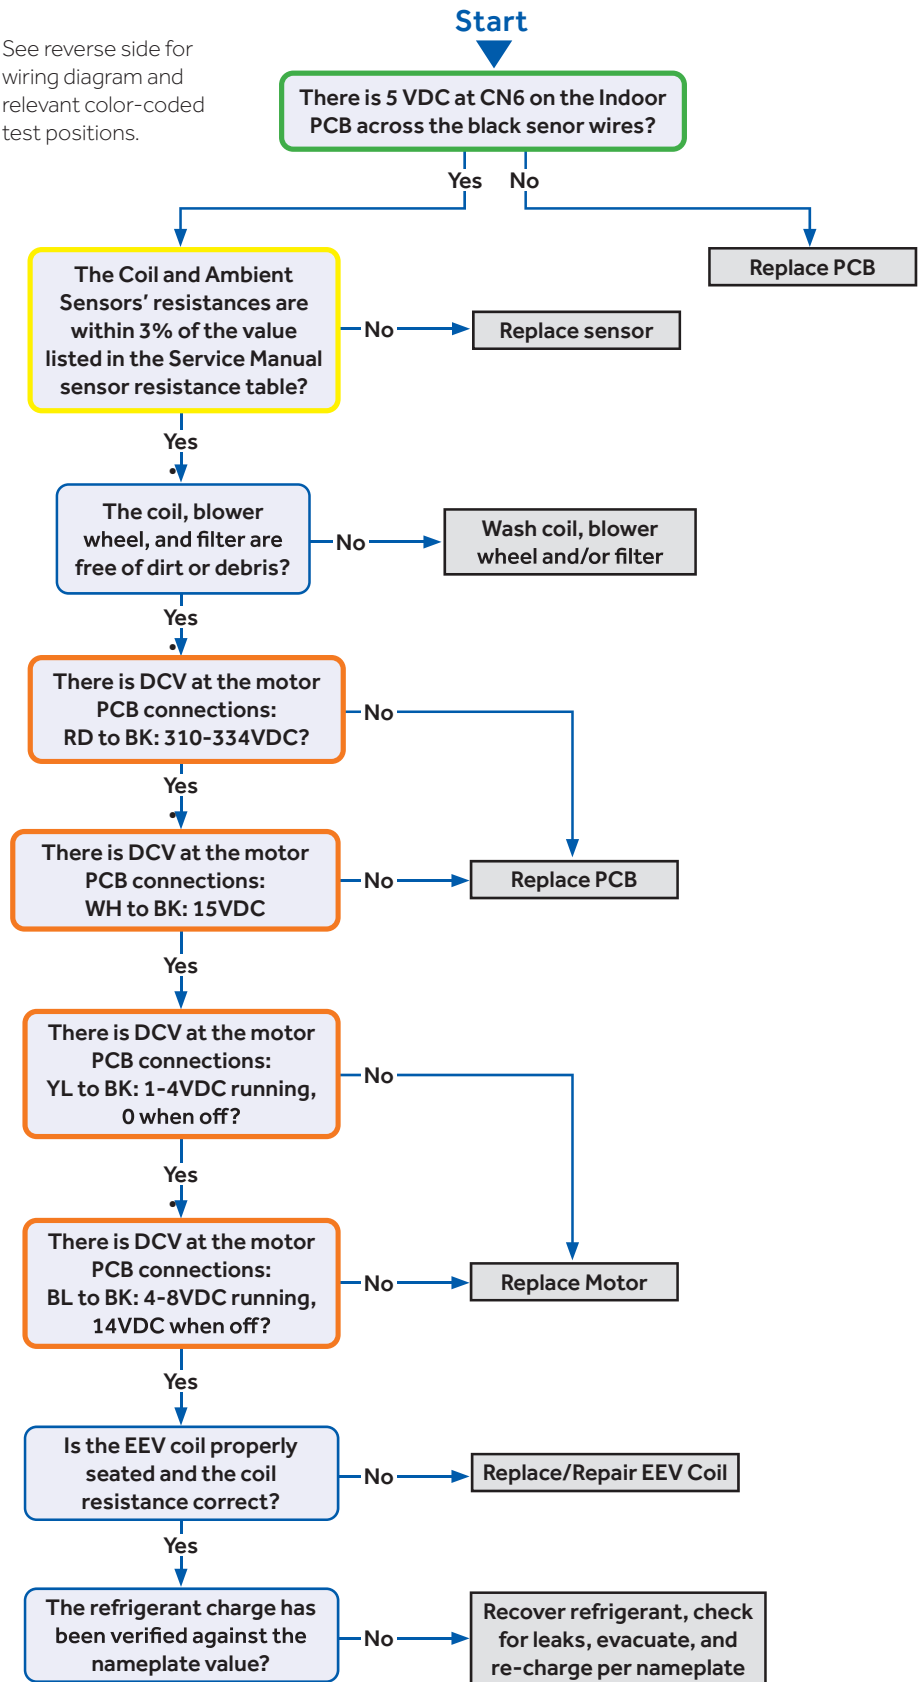 Start
See reverse side for
wiring diagram and
relevant color-coded
test positions.
There is 5 VDC at CN6 on the Indoor
PCB across the black senor wires?
Yes
No
Replace PCB
The Coil and Ambient
Sensors' resistances are
within 3% of the value
listed in the Service Manual
sensor resistance table?
No
Replace sensor
Yes
The coil, blower
wheel, and filter are
free of dirt or debris?
No
Wash coil, blower
wheel and/or filter
Yes
There is DCV at the motor
PCB connections:
RD to BK: 310-334VDC?
No
Yes
There is DCV at the motor
PCB connections:
WH to BK: 15VDC
No
Replace PCB
Yes
There is DCV at the motor
PCB connections:
YL to BK: 1-4VDC running,
0 when off?
No
Yes
There is DCV at the motor
PCB connections:
BL to BK: 4-8VDC running,
14VDC when off?
No
Replace Motor
Yes
Is the EEV coil properly
seated and the coil
resistance correct?
No
Replace/Repair EEV Coil
Yes
The refrigerant charge has
been verified against the
nameplate value?
No
Recover refrigerant, check
for leaks, evacuate, and
re-charge per nameplate